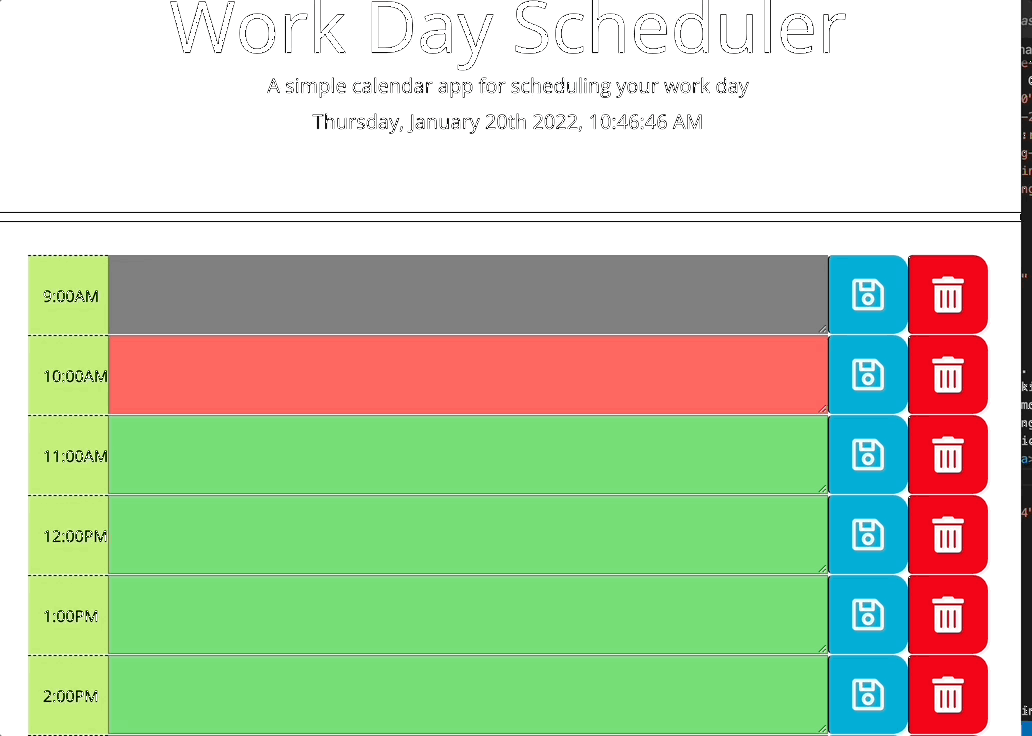 Work Day Scheduler
A simple calendar app for scheduling your work day
Thursday, January 20th 2022, 10:46:46 AM
9:00AM
10:00AM
11:00AM
12:00PM
1:00PM
2:00PM